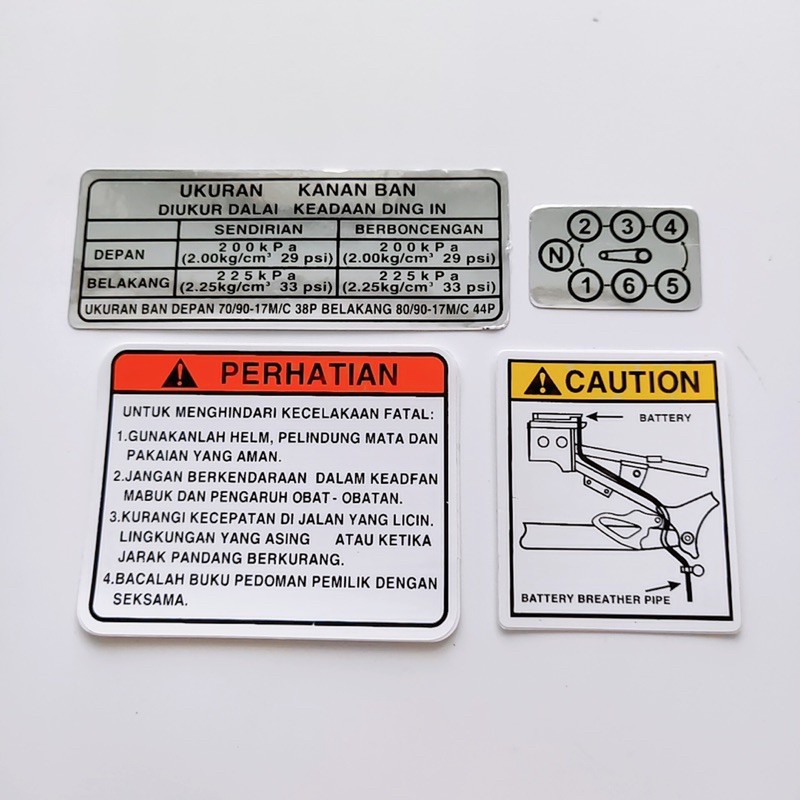 UKURAN KANAN BAN
DIUKUR DALAI KEADAAN DING IN
SENDIRIAN BERBONCENGAN
DEPAN 200kPa (2.00kg/cm³ 29 psi) 200kPa (2.00kg/cm³ 29 psi)
BELAKANG 225kPa (2.25kg/cm³ 33 psi) 225kPa (2.25kg/cm³ 33 psi)
UKURAN BAN DEPAN 70/90-17M/C 38P BELAKANG 80/90-17M/C 44P
2 3 4
N
1 6 5
PERHATIAN
UNTUK MENGHINDARI KECELAKAAN FATAL:
1.GUNAKANLAH HELM, PELINDUNG MATA DAN
PAKAIAN YANG AMAN.
2.JANGAN BERKENDARAAN DALAM KEADFAN
MABUK DAN PENGARUH OBAT - OBATAN.
3.KURANGI KECEPATAN DI JALAN YANG LICIN.
LINGKUNGAN YANG ASING ATAU KETIKA
JARAK PANDANG BERKURANG.
4.BACALAH BUKU PEDOMAN PEMILIK DENGAN
SEKSAMA.
CAUTION
BATTERY
BATTERY BREATHER PIPE